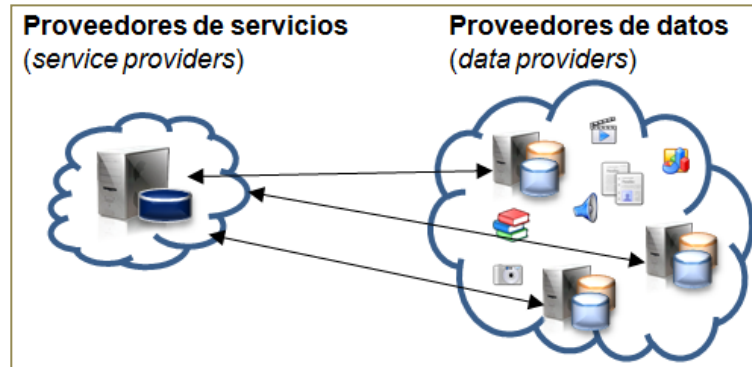 Proveedores de servicios
(service providers)
Proveedores de datos
(data providers)